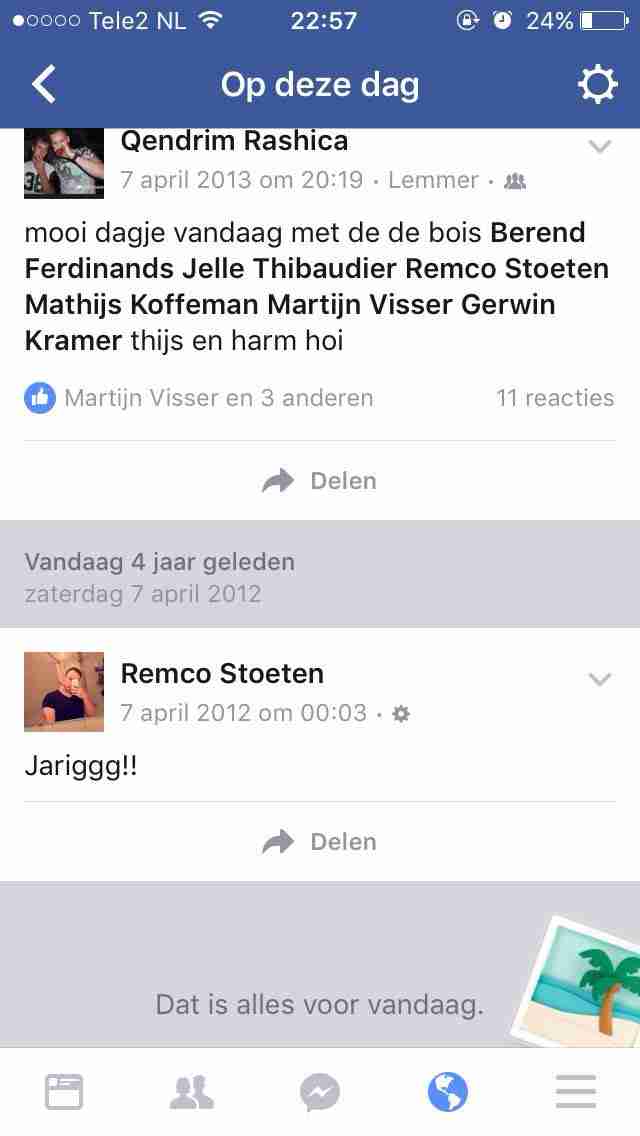 Tele2 NL 22:57 24%
Op deze dag
38
Qendrim Rashica
7 april 2013 om 20:19 · Lemmer ·
mooi dagje vandaag met de de bois Berend
Ferdinands Jelle Thibaudier Remco Stoeten
Mathijs Koffeman Martijn Visser Gerwin
Kramer thijs en harm hoi
Martijn Visser en 3 anderen 11 reacties
Delen
Vandaag 4 jaar geleden
zaterdag 7 april 2012
Remco Stoeten
7 april 2012 om 00:03 ·
Jariggg!!
Delen
Dat is alles voor vandaag.